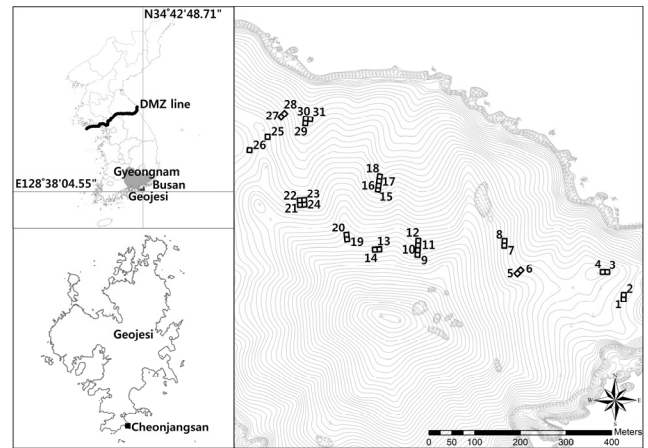 N34°42'48.71"
DMZ line
Gyeongnam
Busan
E128°38'04.55"
Geojesi
Geojesi
Cheonjangsan
28
27
30 31
25
29
26
18
17
16
15
22 23
21 24
20
19
13
14
12
11
10
9
8
7
6
5
4 3
2
1
N
W E
S
0 50 100 200 300 400
Meters